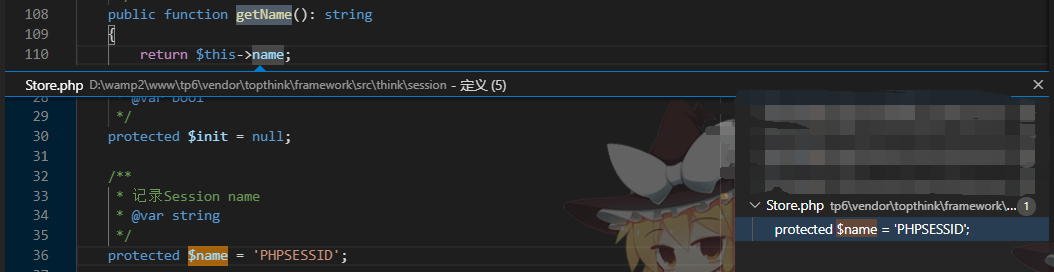 108 public function getName(): string
109 {
110 return $this->name;
Store.php D:\wamp2\www\tp6\vendor\topthink\framework\src\think\session - 定义 (5)
28 * @var bool
29 */
30 protected $init = null;
31
32 /**
33 * 记录Session name
34 * @var string
35 */
36 protected $name = 'PHPSESSID';
Store.php tp6\vendor\topthink\framework\... 1
protected $name = 'PHPSESSID';